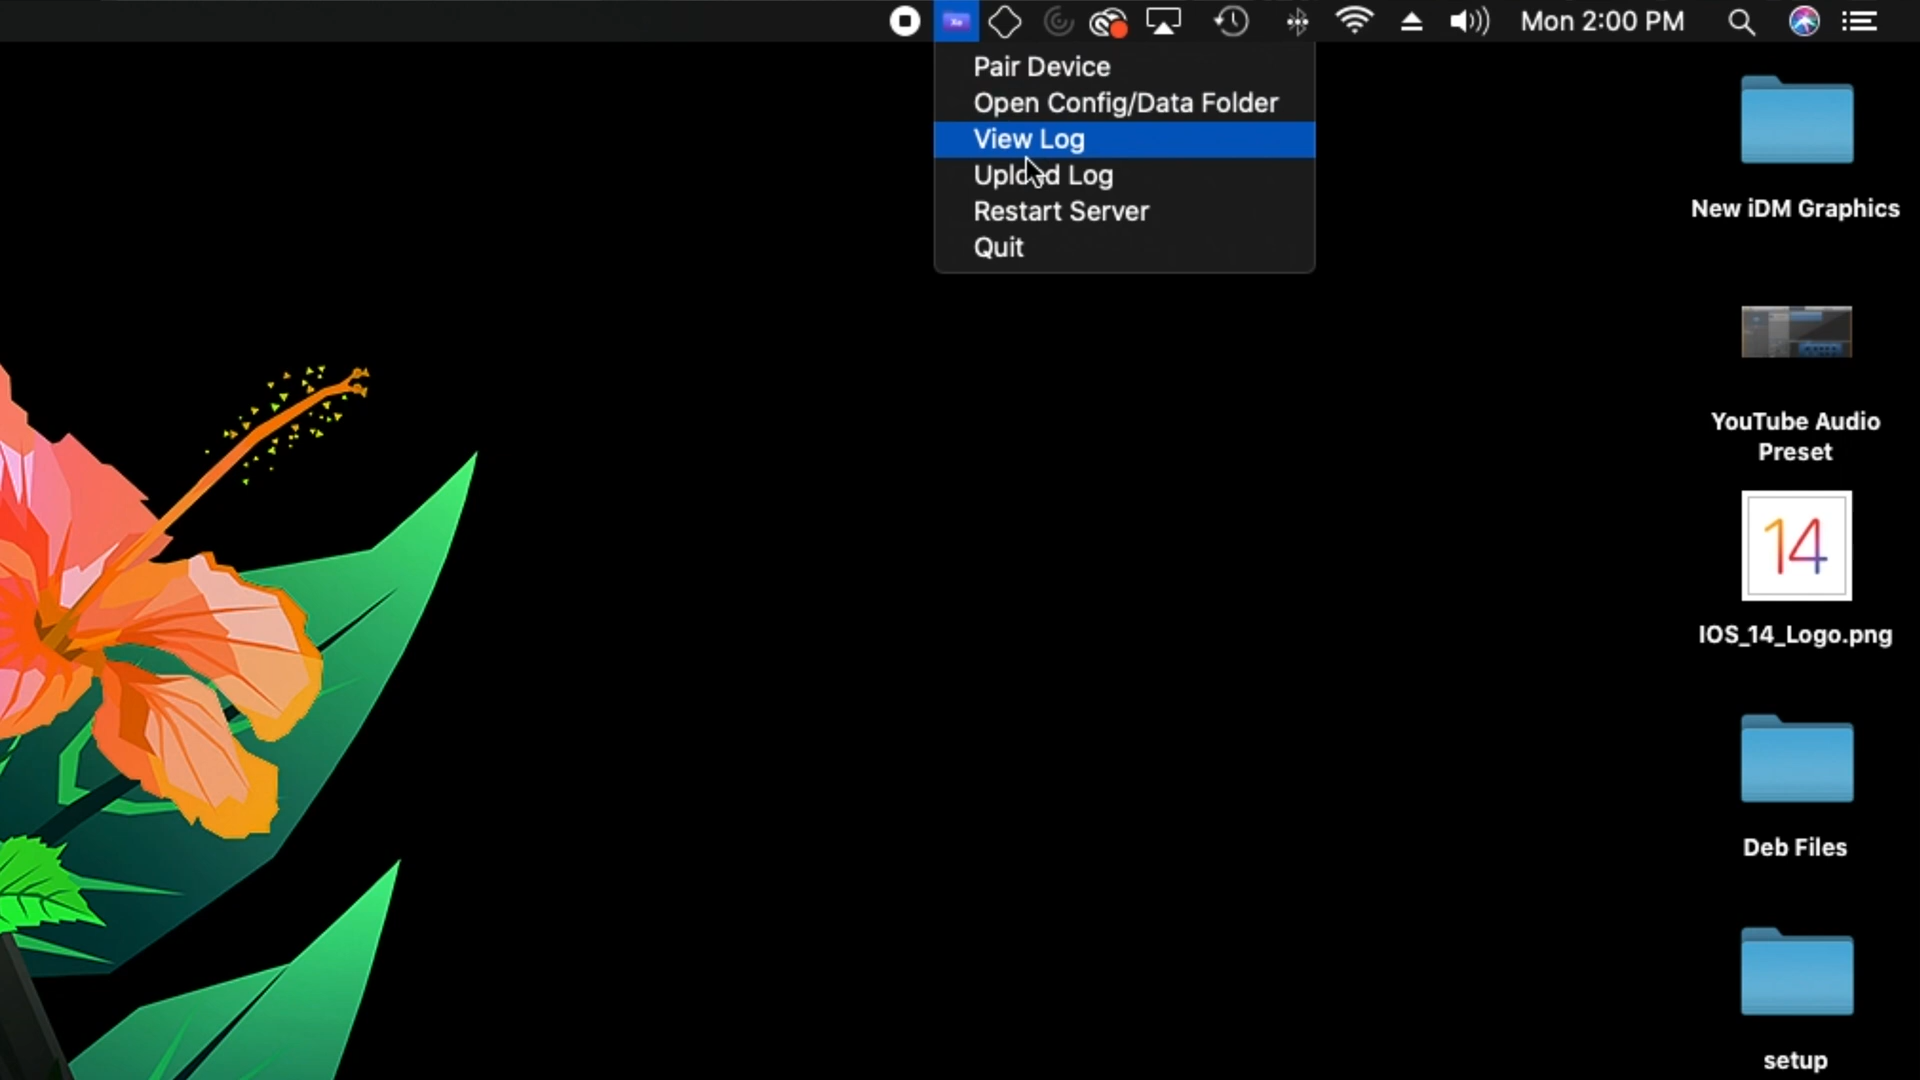 Mon 2:00 PM
Pair Device
Open Config/Data Folder
View Log
Upload Log
Restart Server
Quit
New iDM Graphics
YouTube Audio
Preset
14
IOS_14_Logo.png
Deb Files
setup